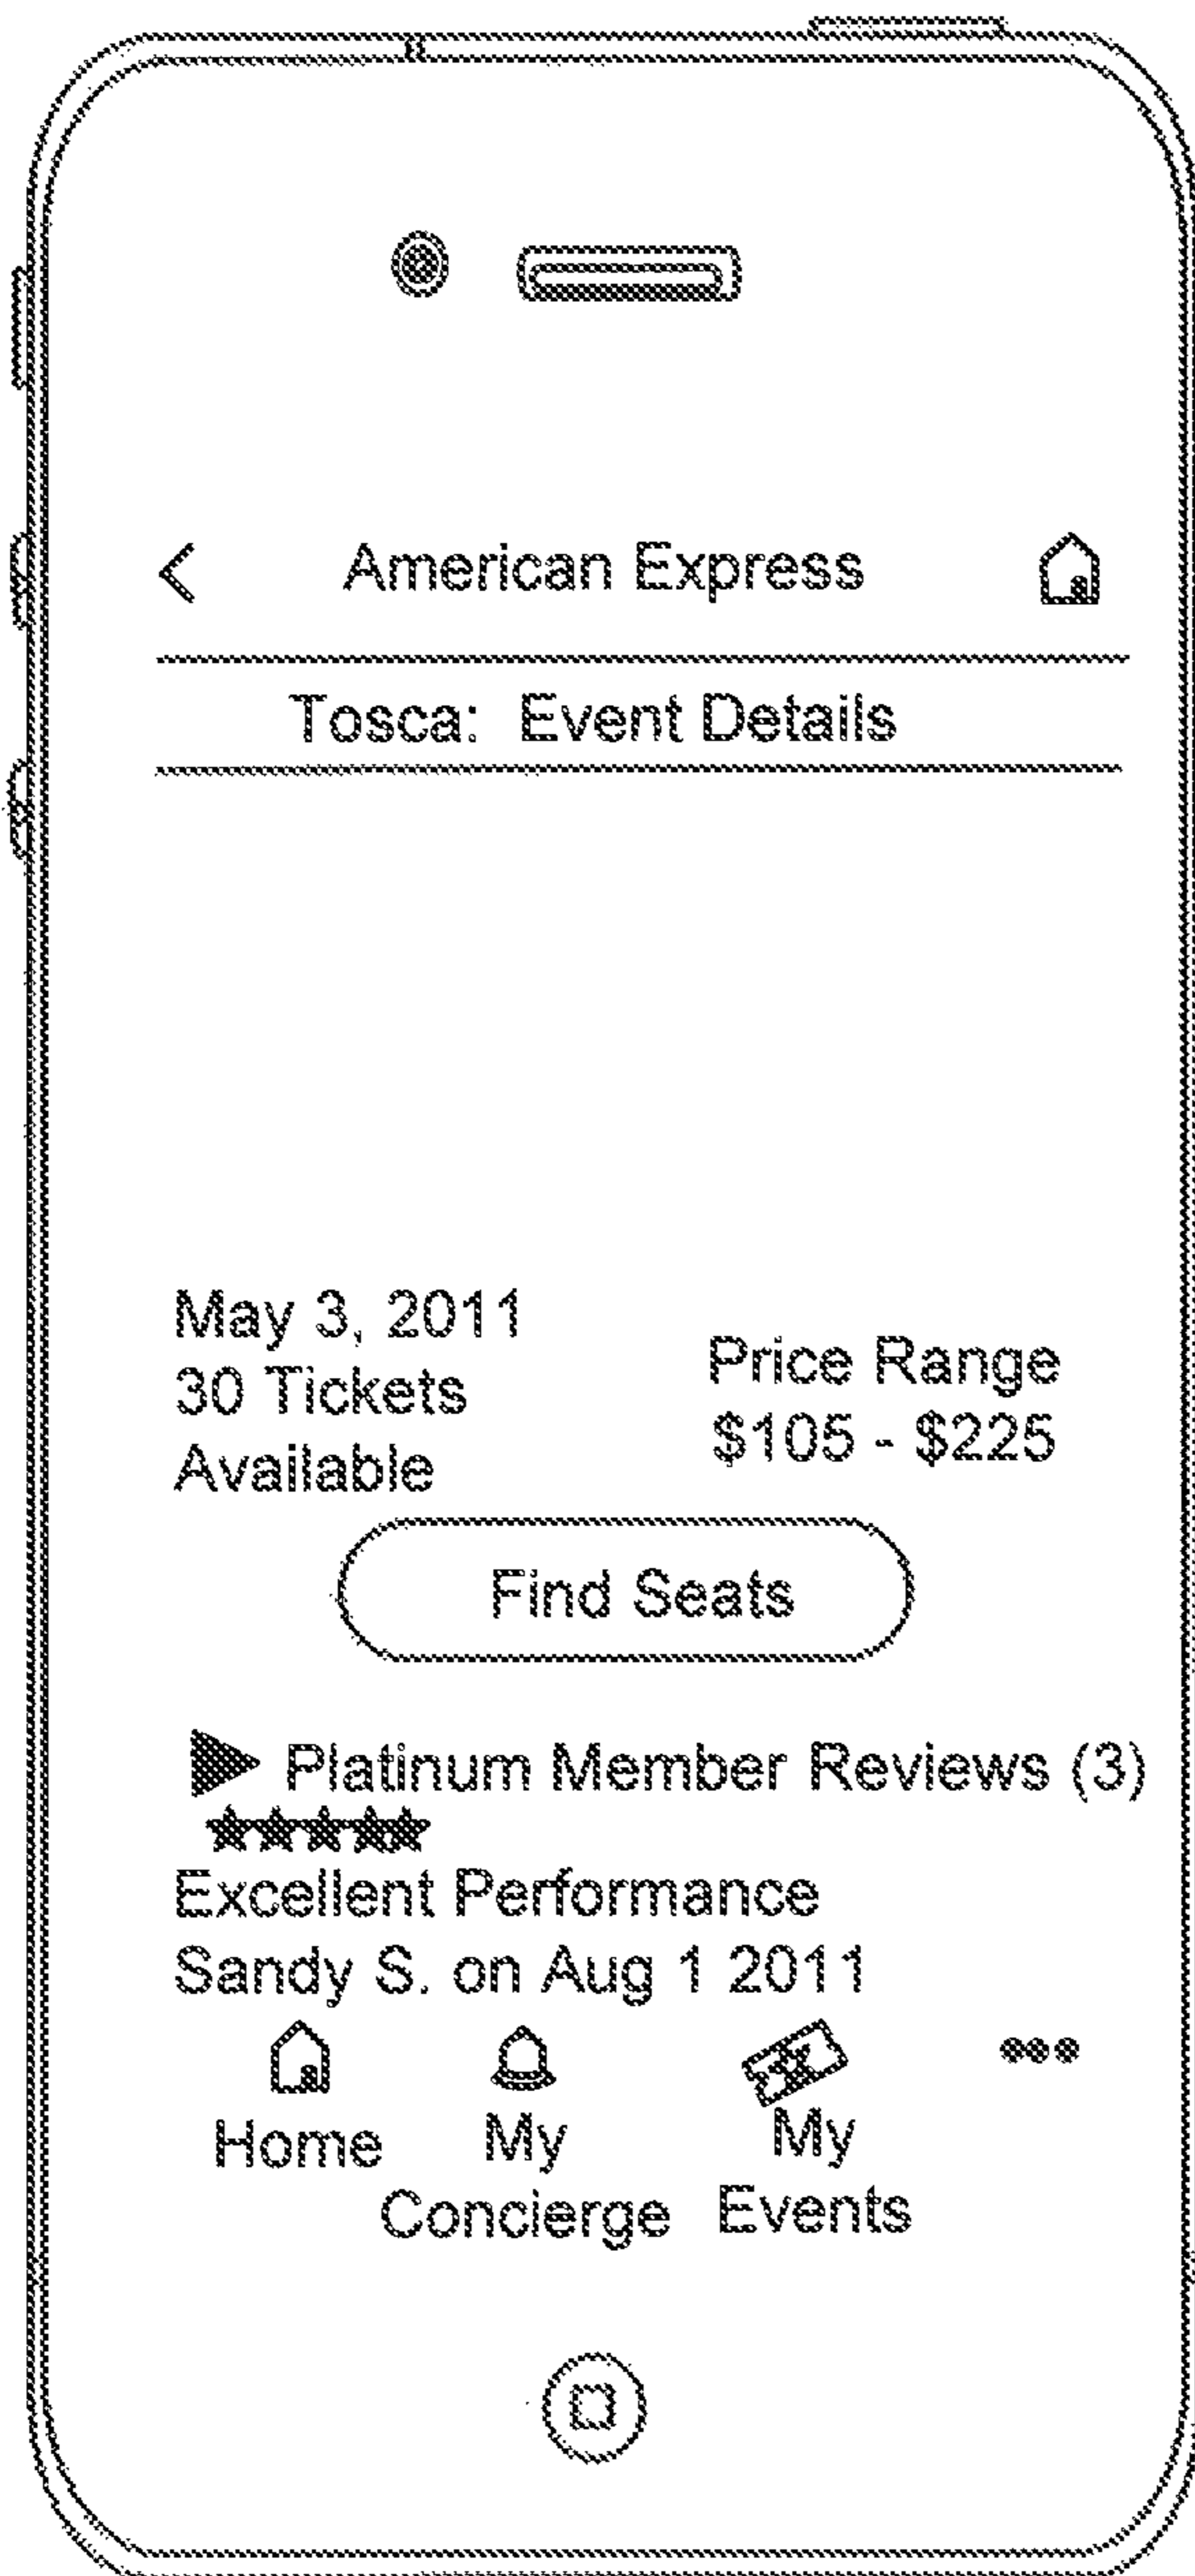 American Express
Tosca: Event Details
May 3, 2011
30 Tickets
Available
Price Range
$105 - $225
Find Seats
Platinum Member Reviews (3)
Excellent Performance
Sandy S. on Aug 1 2011
Home
My
Concierge
My
Events